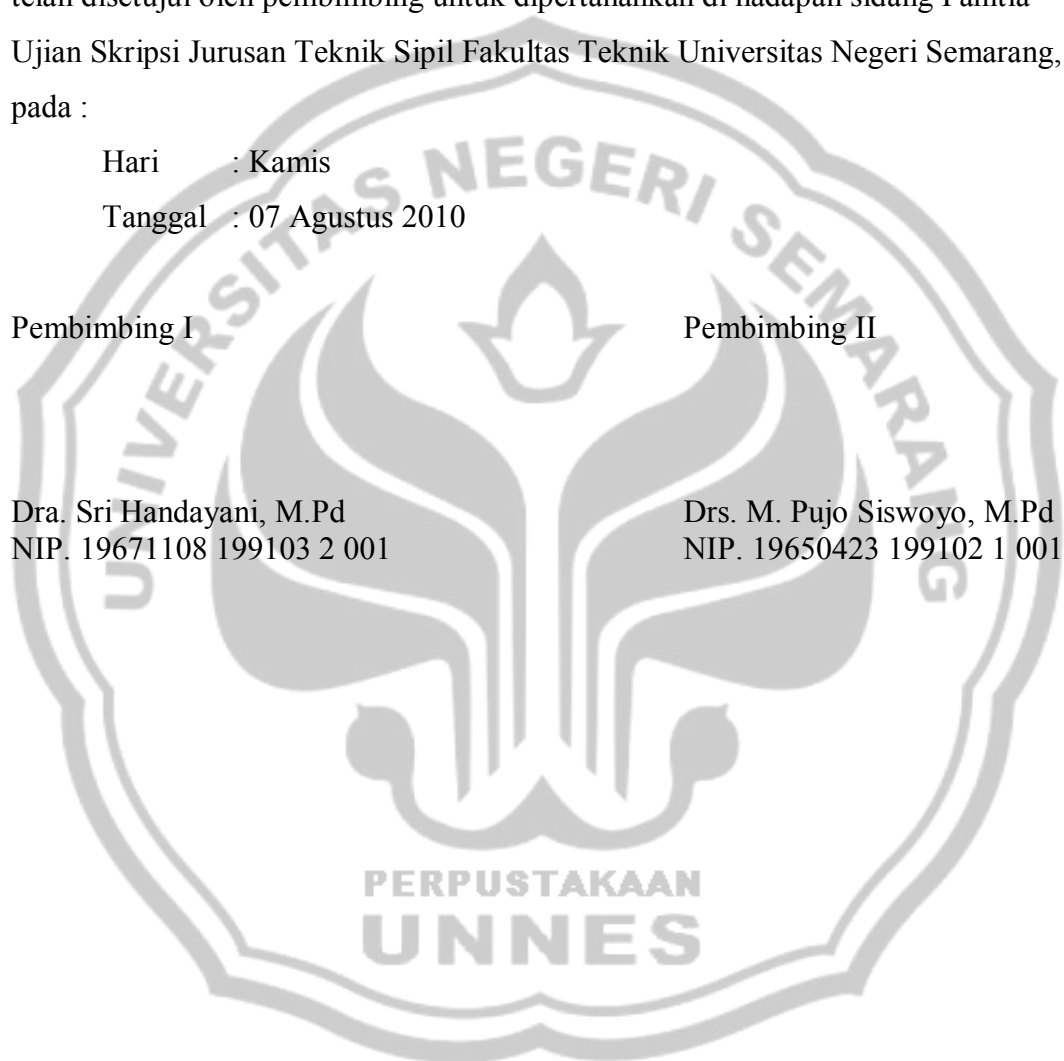 telah disetujui oleh pembimbing untuk dipertahankan di hadapan sidang Panitia
Ujian Skripsi Jurusan Teknik Sipil Fakultas Teknik Universitas Negeri Semarang,
pada :
Hari : Kamis
Tanggal : 07 Agustus 2010
Pembimbing I Pembimbing II
Dra. Sri Handayani, M.Pd Drs. M. Pujo Siswoyo, M.Pd
NIP. 19671108 199103 2 001 NIP. 19650423 199102 1 001
UNIVERSITAS NEGERI SEMARANG
PERPUSTAKAAN
UNNES